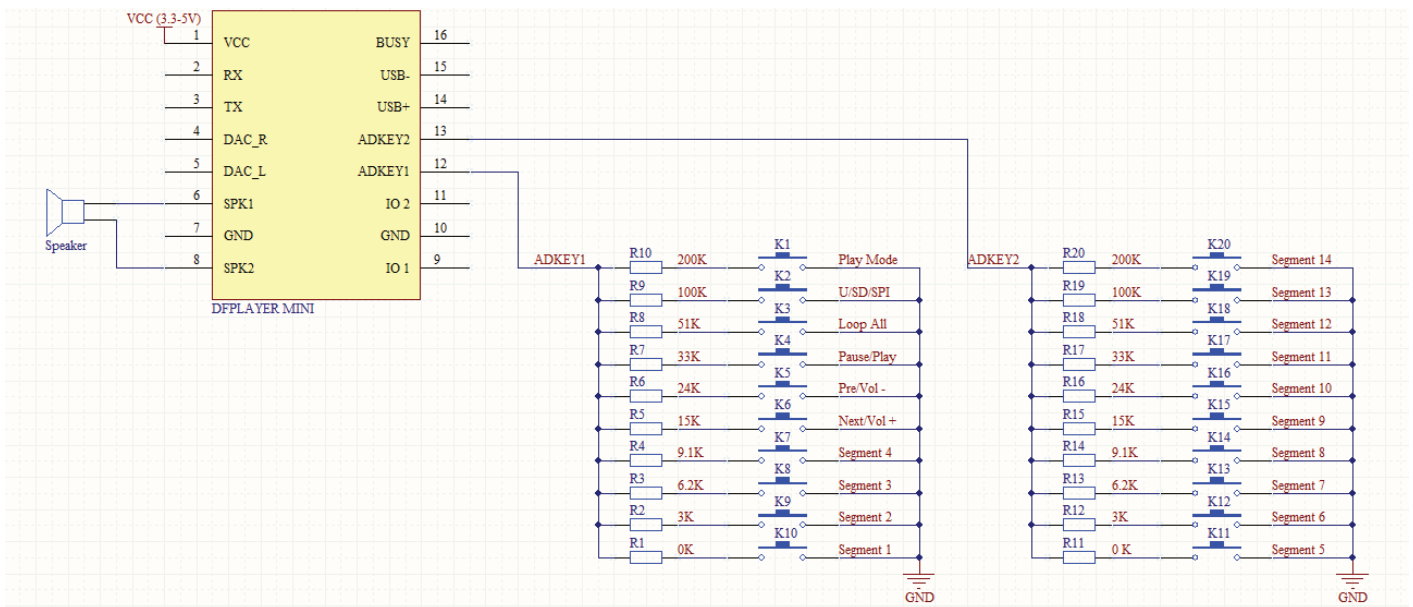 VCC (3.3-5V)
1 VCC BUSY 16
2 RX USB- 15
3 TX USB+ 14
4 DAC_R ADKEY2 13
5 DAC_L ADKEY1 12
6 SPK1 IO 2 11
7 GND GND 10
8 SPK2 IO 1 9
Speaker
DFPLAYER MINI
ADKEY1
R10 200K K1 Play Mode
R9 100K K2 U/SD/SPI
R8 51K K3 Loop All
R7 33K K4 Pause/Play
R6 24K K5 Pre/Vol -
R5 15K K6 Next/Vol +
R4 9.1K K7 Segment 4
R3 6.2K K8 Segment 3
R2 3K K9 Segment 2
R1 0K K10 Segment 1
GND
ADKEY2
R20 200K K20 Segment 14
R19 100K K19 Segment 13
R18 51K K18 Segment 12
R17 33K K17 Segment 11
R16 24K K16 Segment 10
R15 15K K15 Segment 9
R14 9.1K K14 Segment 8
R13 6.2K K13 Segment 7
R12 3K K12 Segment 6
R11 0 K K11 Segment 5
GND